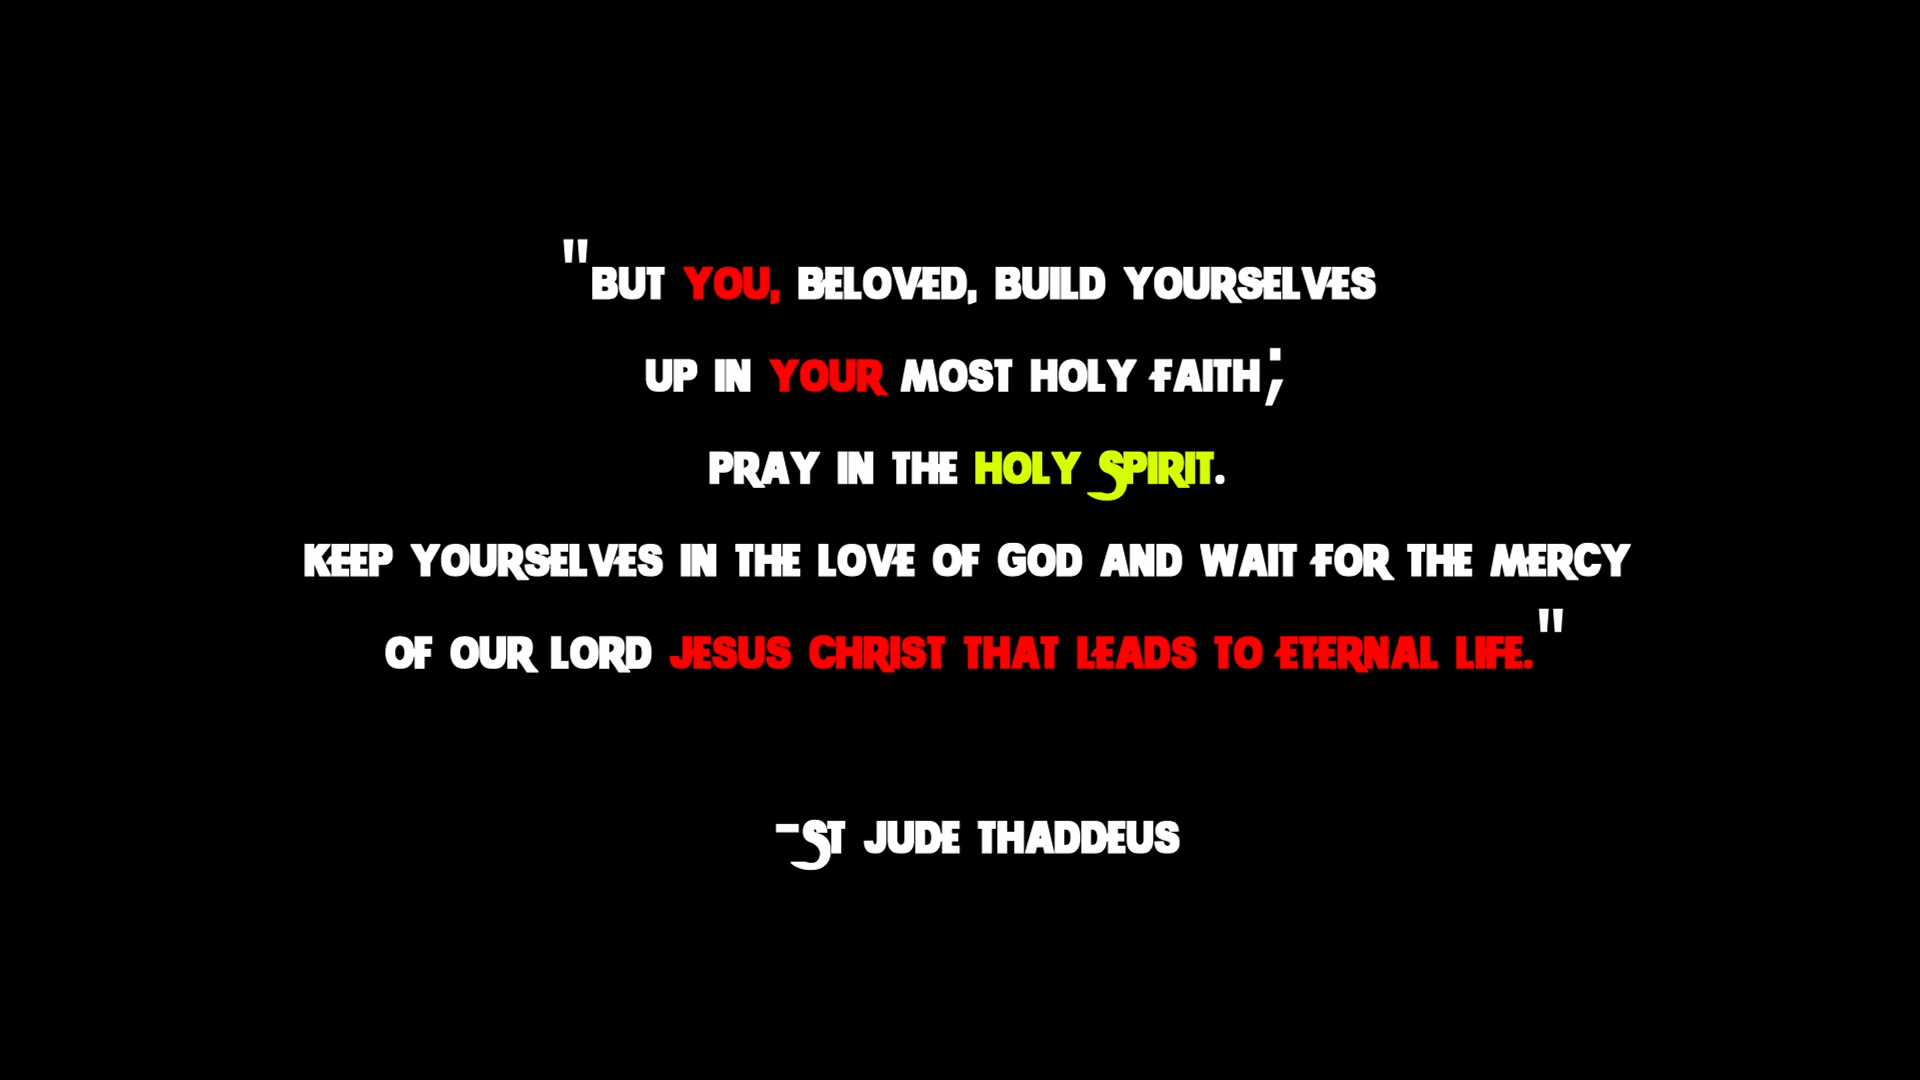 "BUT YOU, BELOVED, BUILD YOURSELVES
UP IN YOUR MOST HOLY FAITH;
PRAY IN THE HOLY SPIRIT.
KEEP YOURSELVES IN THE LOVE OF GOD AND WAIT FOR THE MERCY
OF OUR LORD JESUS CHRIST THAT LEADS TO ETERNAL LIFE."
-ST JUDE THADDEUS